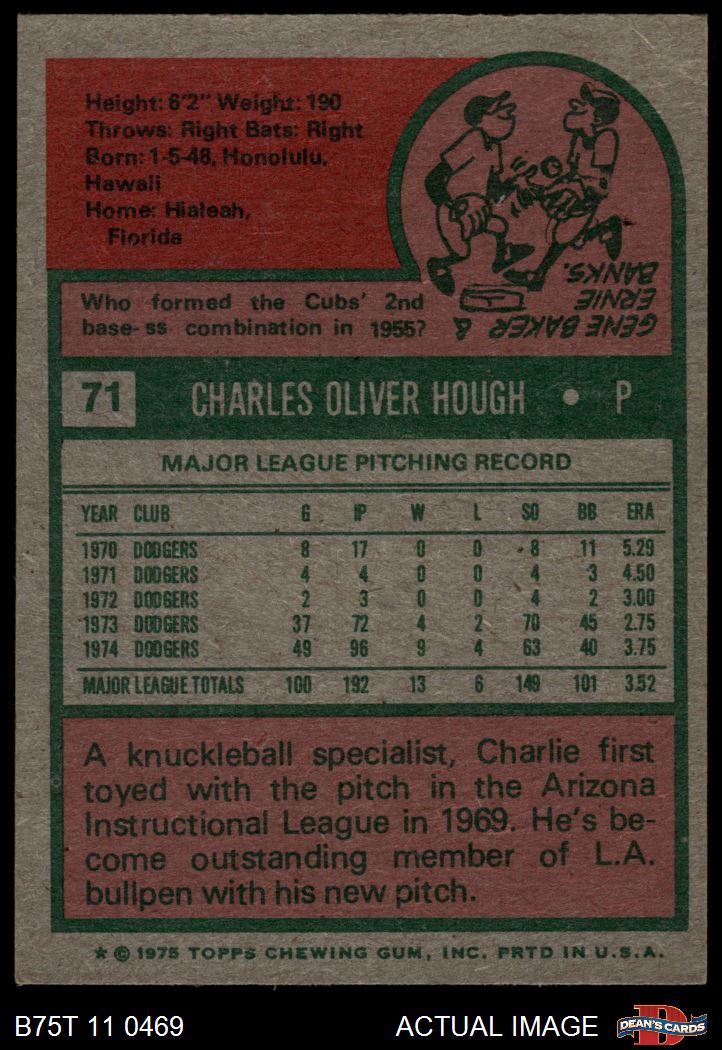 Height: 6'2" Weight: 190
Throws: Right Bats: Right
Born: 1-5-48, Honolulu,
Hawaii
Home: Hialeah,
Florida
Who formed the Cubs' 2nd
base-ss combination in 1955?
GENE BAKER &
ERNIE
BANKS.
71 CHARLES OLIVER HOUGH • P
MAJOR LEAGUE PITCHING RECORD
YEAR CLUB G IP W L SO BB ERA
1970 DODGERS 8 17 0 0 8 11 5.29
1971 DODGERS 4 4 0 0 4 3 4.50
1972 DODGERS 2 3 0 0 4 2 3.00
1973 DODGERS 37 72 4 2 70 45 2.75
1974 DODGERS 49 96 9 4 63 40 3.75
MAJOR LEAGUE TOTALS 100 192 13 6 149 101 3.52
A knuckleball specialist, Charlie first
toyed with the pitch in the Arizona
Instructional League in 1969. He's be-
come outstanding member of L.A.
bullpen with his new pitch.
* © 1975 TOPPS CHEWING GUM, INC. PRTD IN U.S.A.
B75T 11 0469 ACTUAL IMAGE
D
DEAN'S CARDS